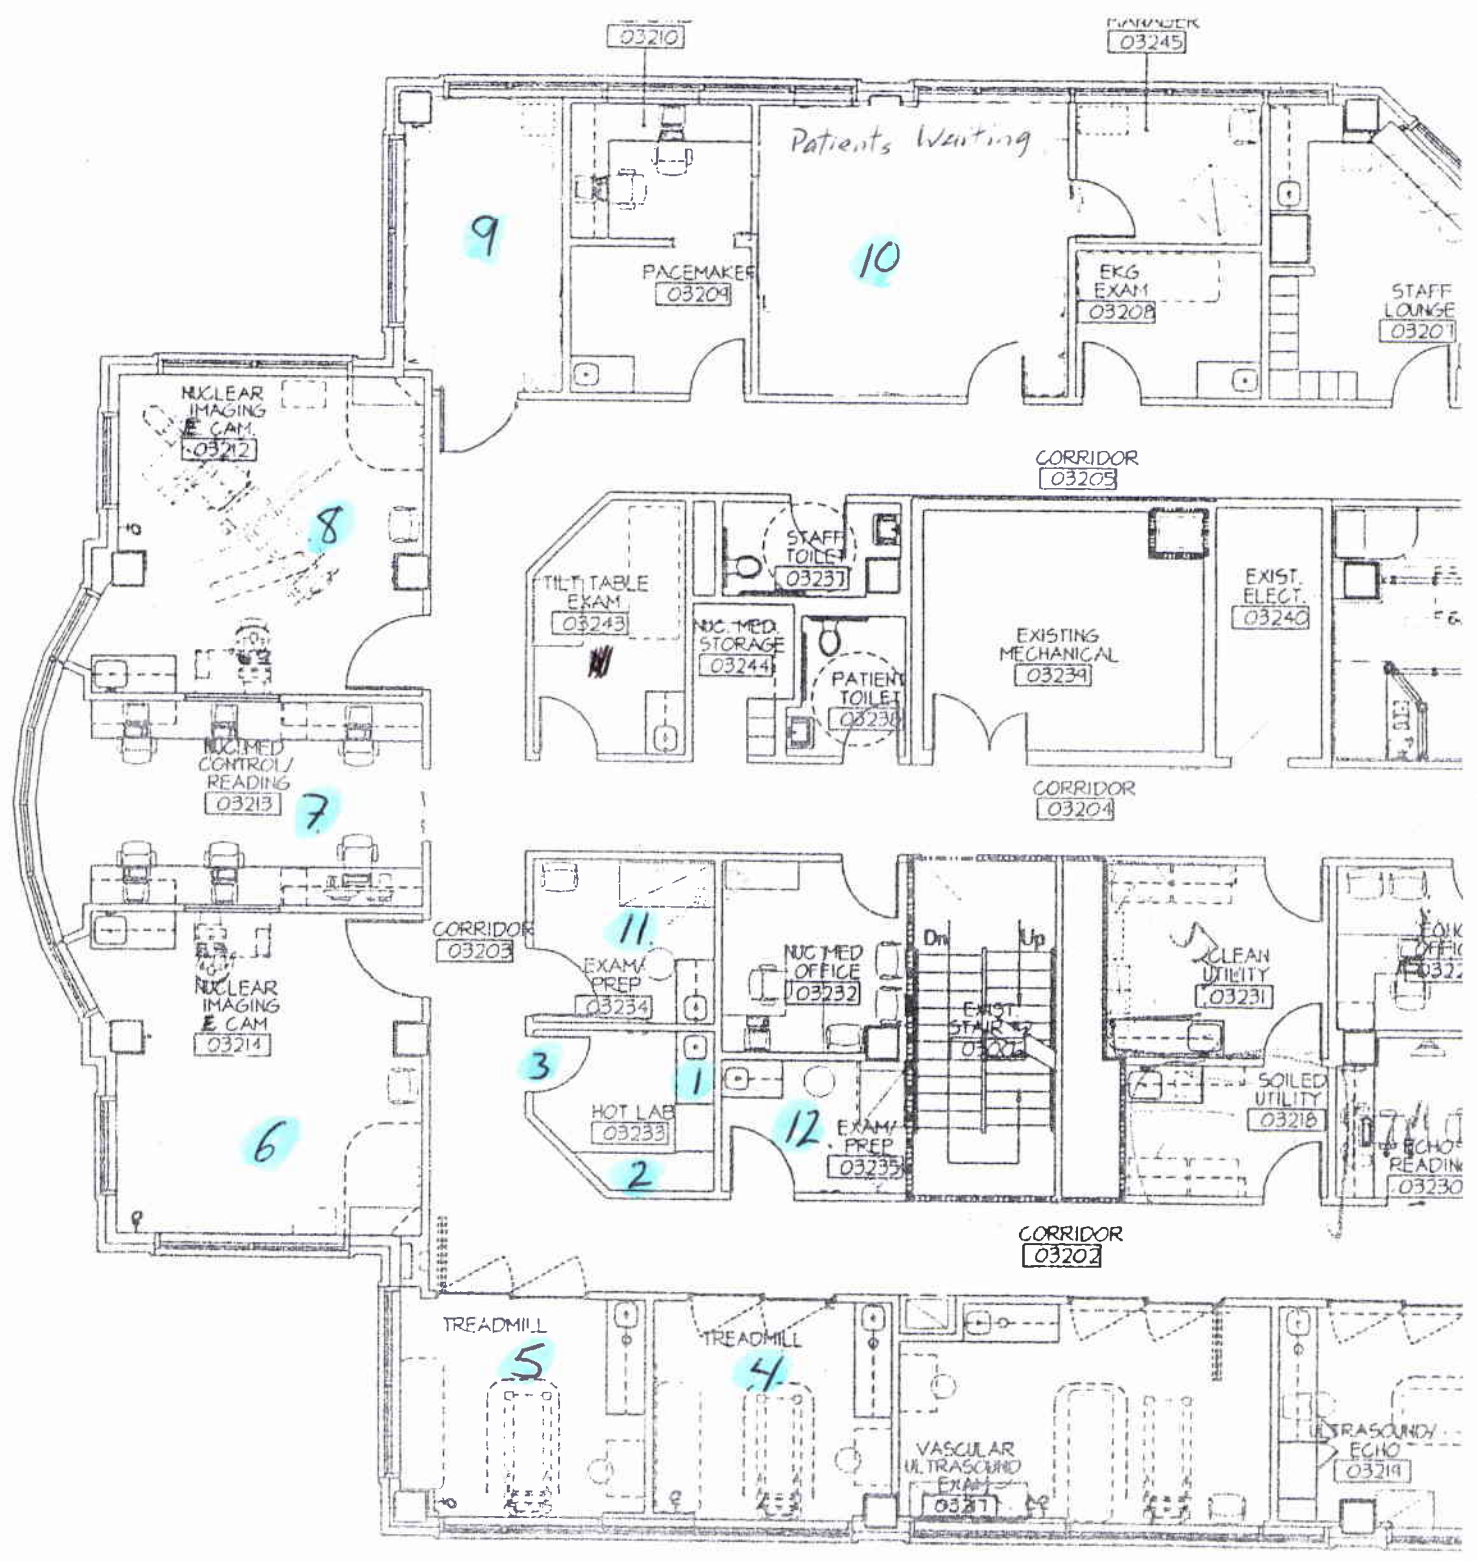 03210
MANAGER
03245
Patients Waiting
9
10
PACEMAKER
03209
EKG
EXAM
03208
STAFF
LOUNGE
03207
NUCLEAR
IMAGING
E CAM.
03212
8
CORRIDOR
03205
STAFF
TOILET
03237
TILT TABLE
EXAM
03243
NUC. MED.
STORAGE
03244
PATIENT
TOILET
03238
EXISTING
MECHANICAL
03239
EXIST.
ELECT.
03240
NUC.MED
CONTROL/
READING
03213
7
CORRIDOR
03204
CORRIDOR
03203
11
EXAM/
PREP
03234
NUC MED
OFFICE
03232
Dn
Up
EXIST.
CLEAN
UTILITY
03231
NUCLEAR
IMAGING
E CAM
03214
3
1
HOT LAB
03233
2
12
EXAM/
PREP
03235
SOILED
UTILITY
03218
ECHO
READING
03230
6
CORRIDOR
03202
TREADMILL
5
TREADMILL
4
VASCULAR
ULTRASOUND
EXAM
03217
ULTRASOUND/
ECHO
03219